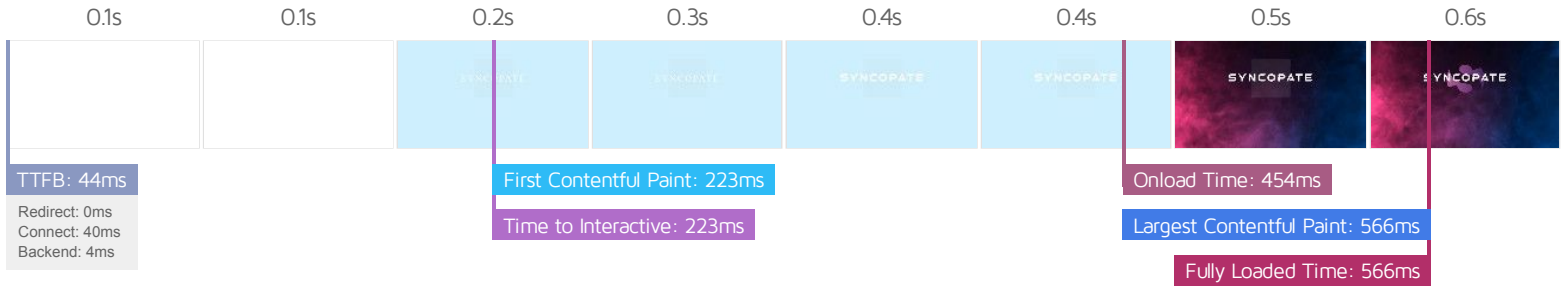 0.1s 0.1s 0.2s 0.3s 0.4s 0.4s 0.5s 0.6s
SYNCOPATE SYNCOPATE SYNCOPATE SYNCOPATE SYNCOPATE SYNCOPATE
TTFB: 44ms
Redirect: 0ms
Connect: 40ms
Backend: 4ms
First Contentful Paint: 223ms
Time to Interactive: 223ms
Onload Time: 454ms
Largest Contentful Paint: 566ms
Fully Loaded Time: 566ms